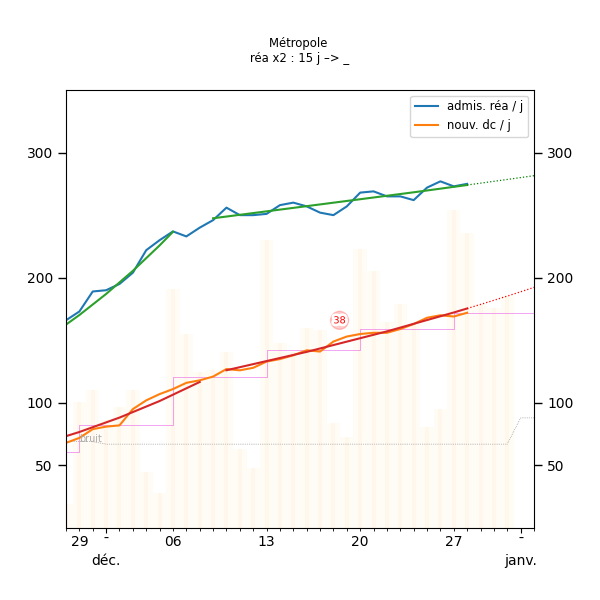 Métropole
réa x2 : 15 j –> _
admis. réa / j
nouv. dc / j
300
300
200
200
38
100
100
bruit
50
50
29
-
06
13
20
27
-
déc.
janv.